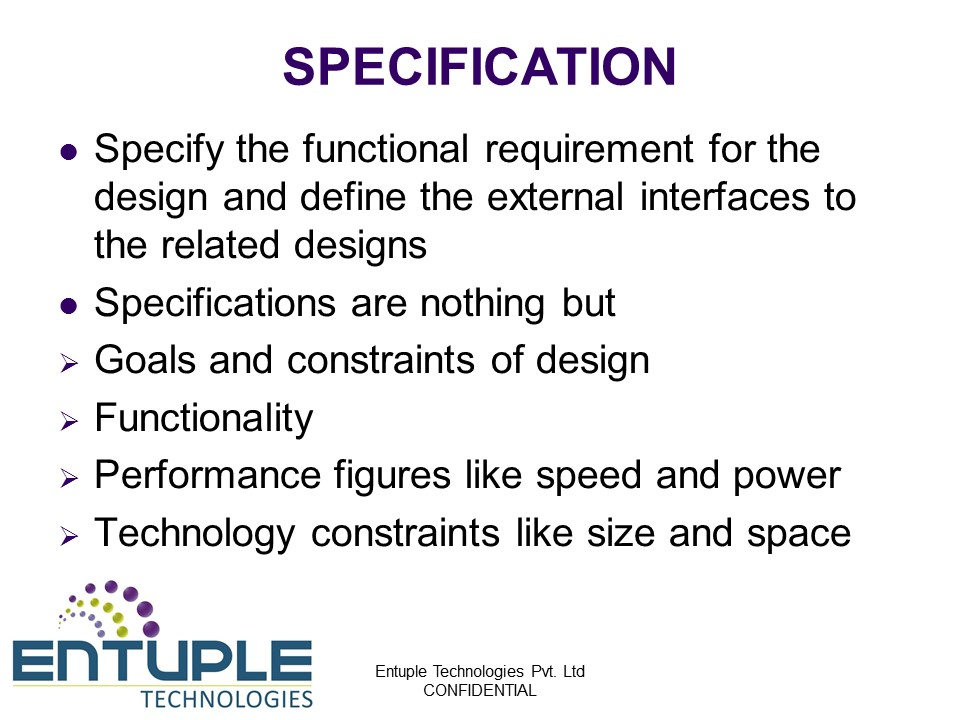 SPECIFICATION
Specify the functional requirement for the
design and define the external interfaces to
the related designs
Specifications are nothing but
Goals and constraints of design
Functionality
Performance figures like speed and power
Technology constraints like size and space
ENTUPLE
TECHNOLOGIES
Entuple Technologies Pvt. Ltd
CONFIDENTIAL